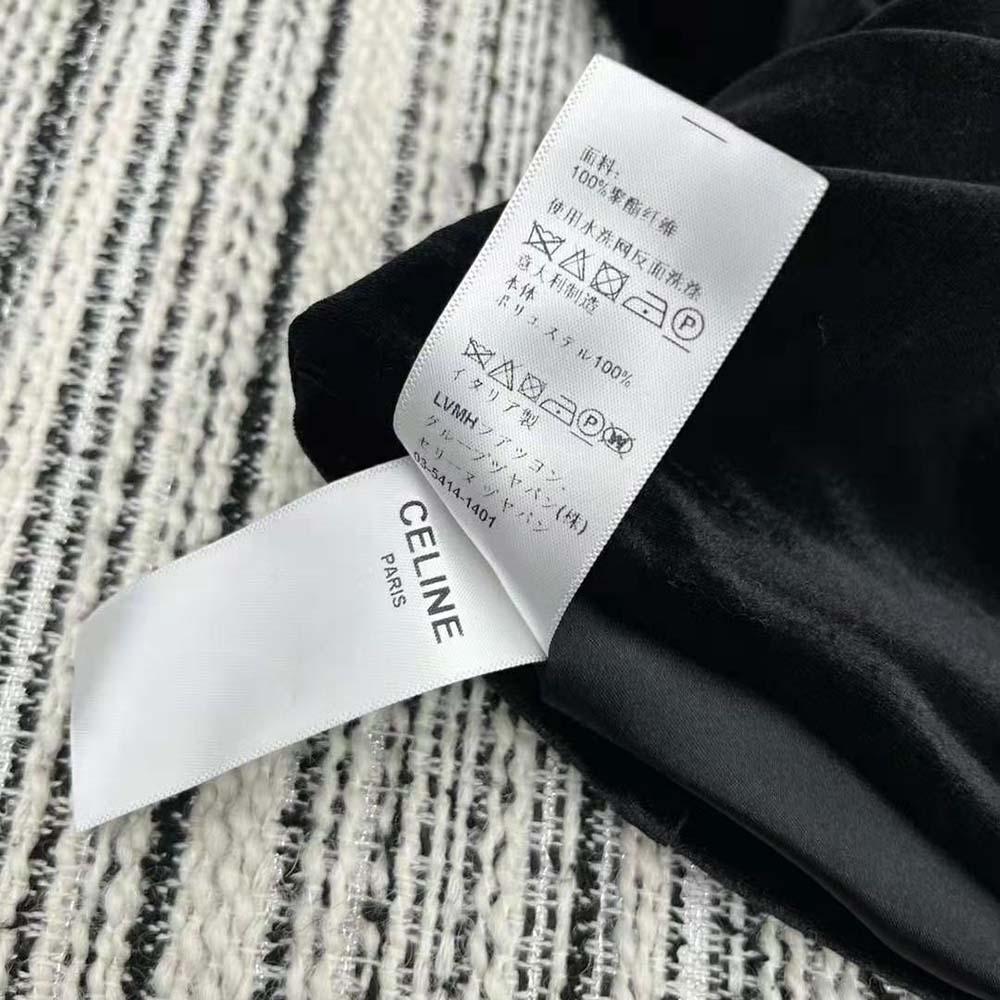 面料:
100%聚酯纤维
使用水洗网反面洗涤
P
意大利制造
本体
Rリエステル100%
P W
イタリア製
LVMHファッション.
グループジャパン(株)
セリーヌジャパン
03-5414-1401
CELINE
PARIS